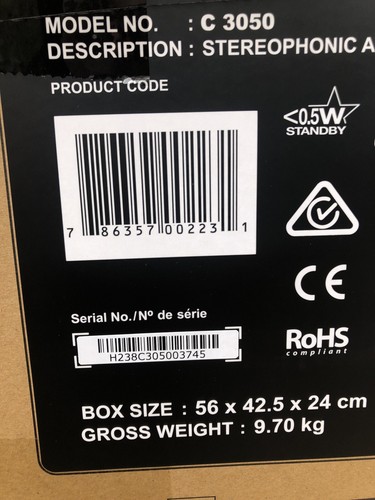 MODEL NO. : C 3050
DESCRIPTION : STEREOPHONIC A
PRODUCT CODE
<0.5W
STANDBY
7 86357 00223 1
CE
Serial No./Nº de série
H238C305003745
RoHS
compliant
BOX SIZE : 56 x 42.5 x 24 cm
GROSS WEIGHT : 9.70 kg